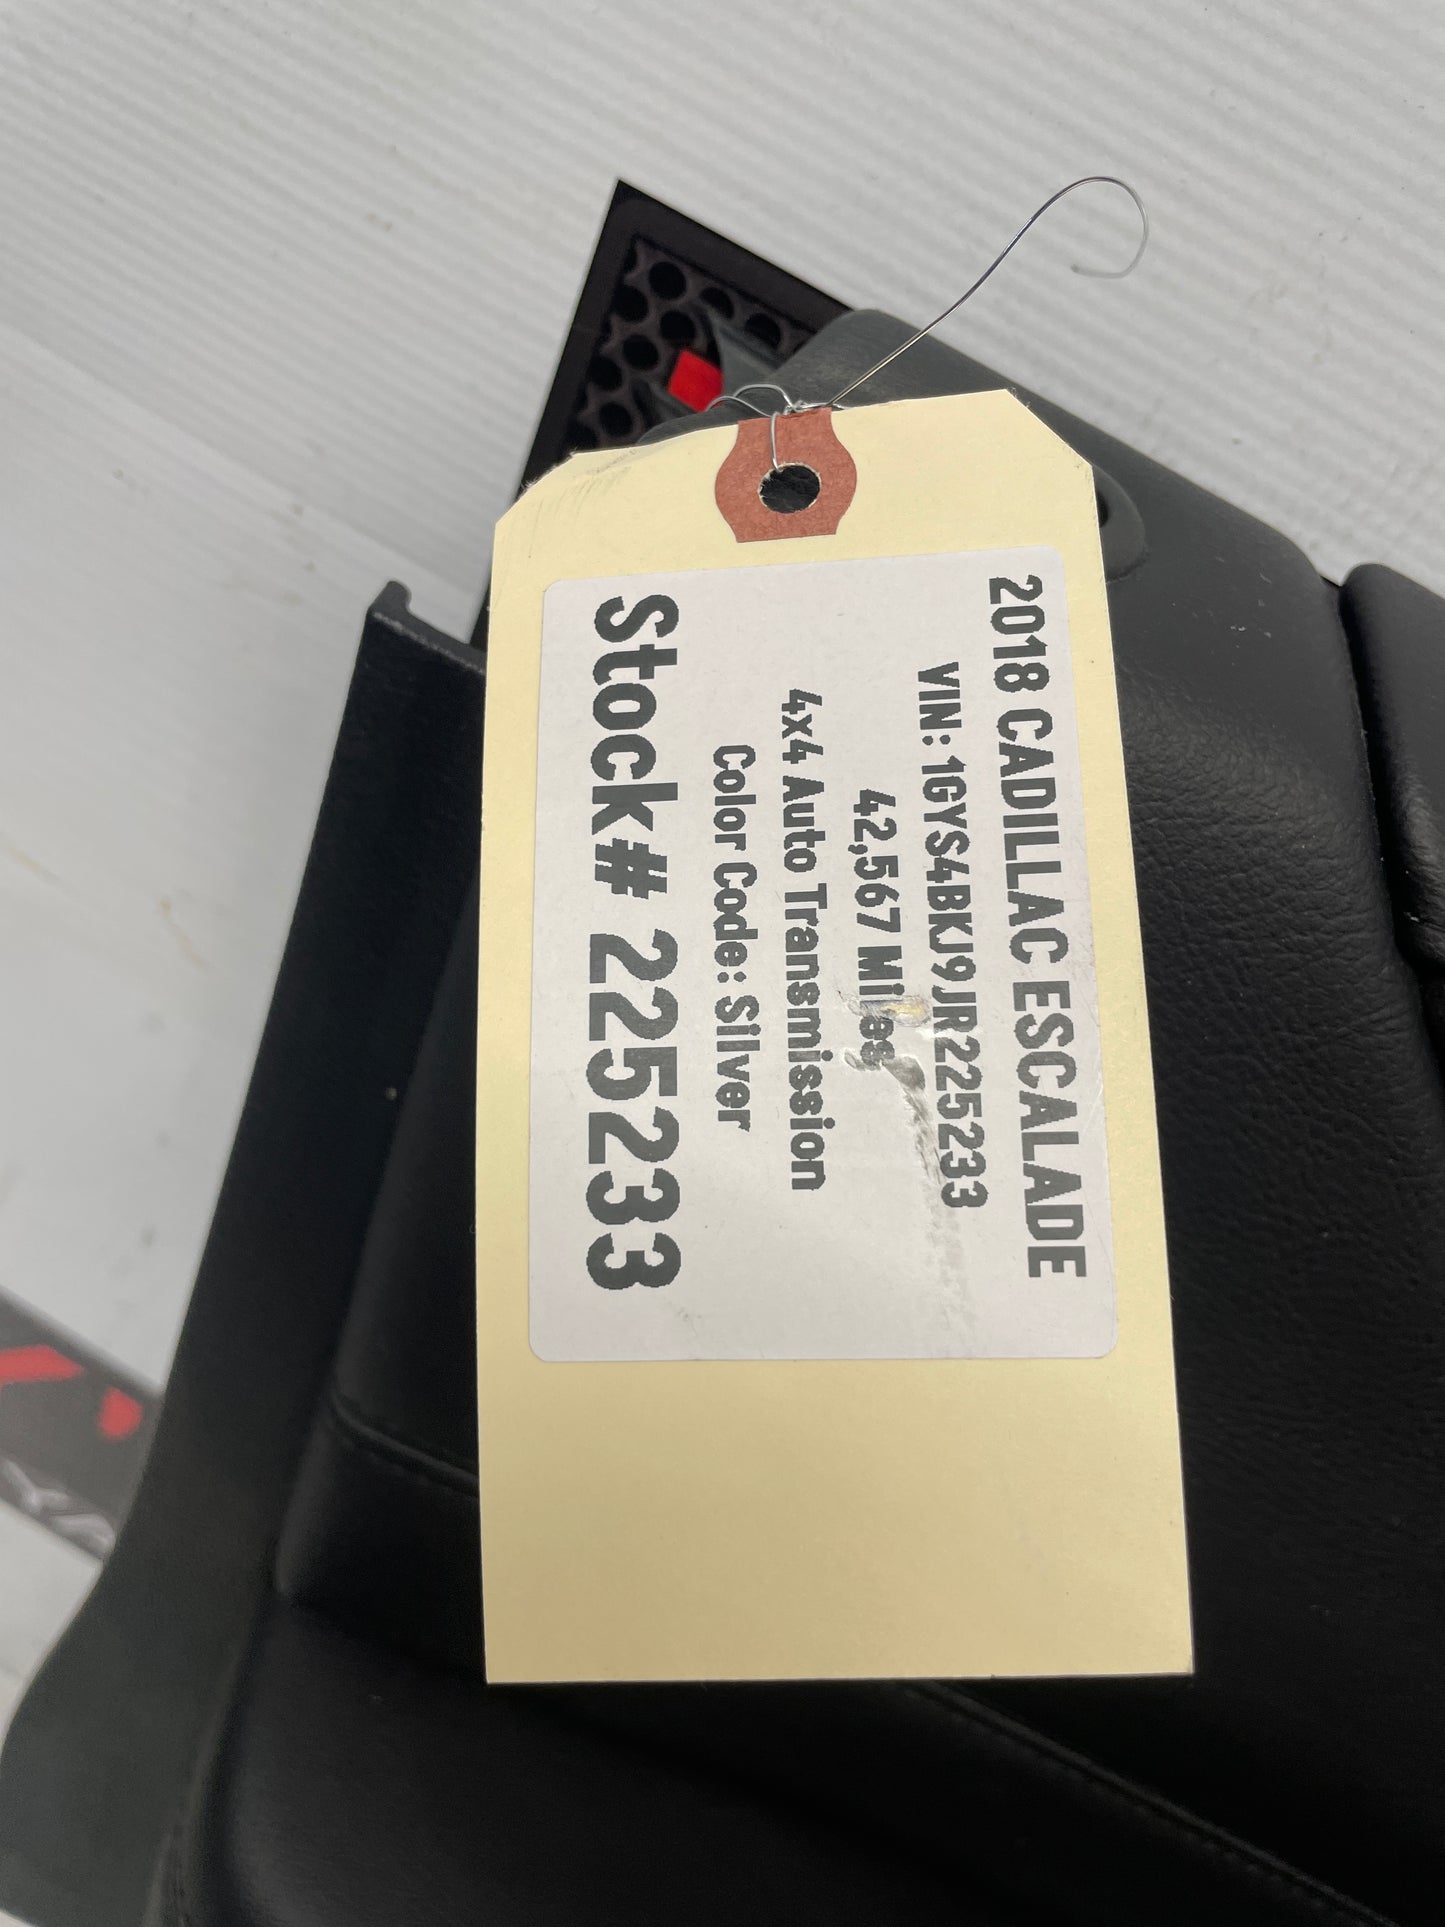 2018 CADILLAC ESCALADE
VIN: 1GYS4BKJ9JR225233
42,567 Miles
4x4 Auto Transmission
Color Code: Silver
Stock# 225233